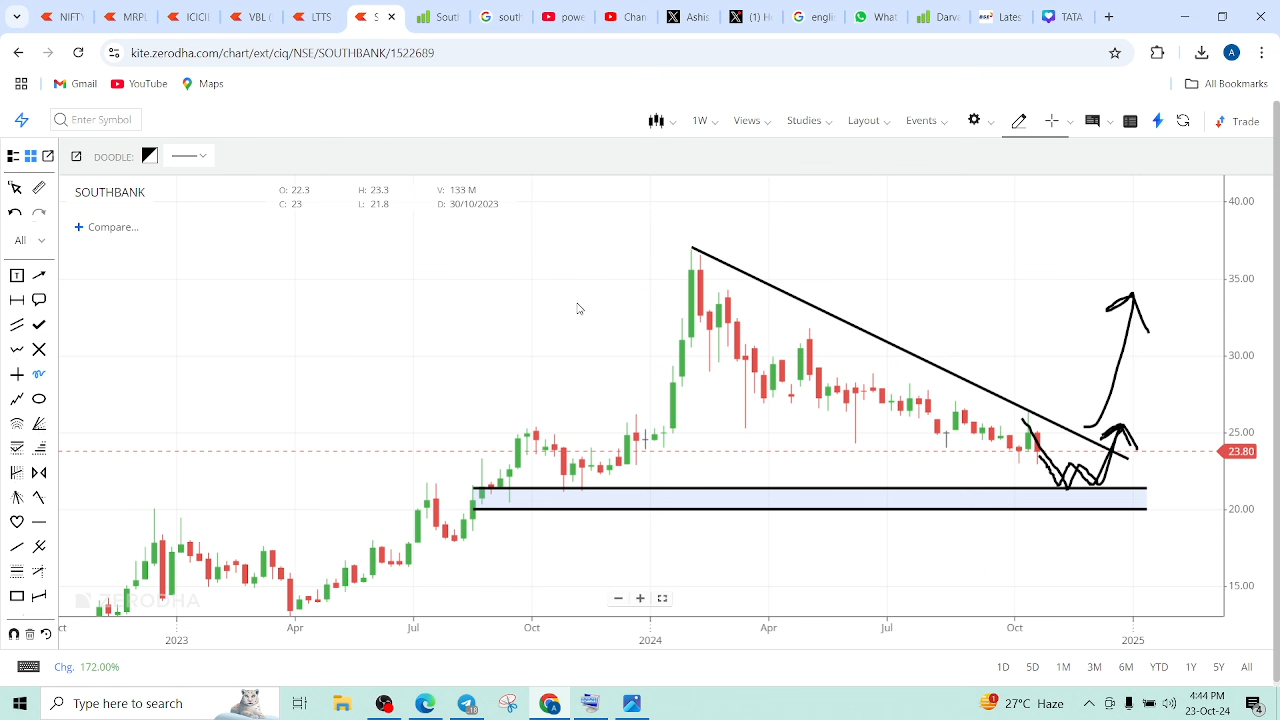 NIFT
MRF
ICICI
VBL (
LTTS
S
Sout
south
powe
Chan
Ashi
(1) H
englis
What
Darva
Lates
TATA
kite.zerodha.com/chart/ext/ciq/NSE/SOUTHBANK/1522689
A
Gmail YouTube Maps All Bookmarks
Enter Symbol 1W Views Studies Layout Events Trade
DOODLE:
SOUTHBANK O: 22.3 H: 23.3 V: 133 M
C: 23 L: 21.8 D: 30/10/2023
Compare...
All
T
40.00
35.00
30.00
25.00
23.80
20.00
15.00
ZERODHA
Apr Jul Oct Apr Jul Oct
2023 2024 2025
Chg. 172.00% 1D 5D 1M 3M 6M YTD 1Y 5Y All
Type here to search 27°C Haze 4:44 PM
23-Oct-24